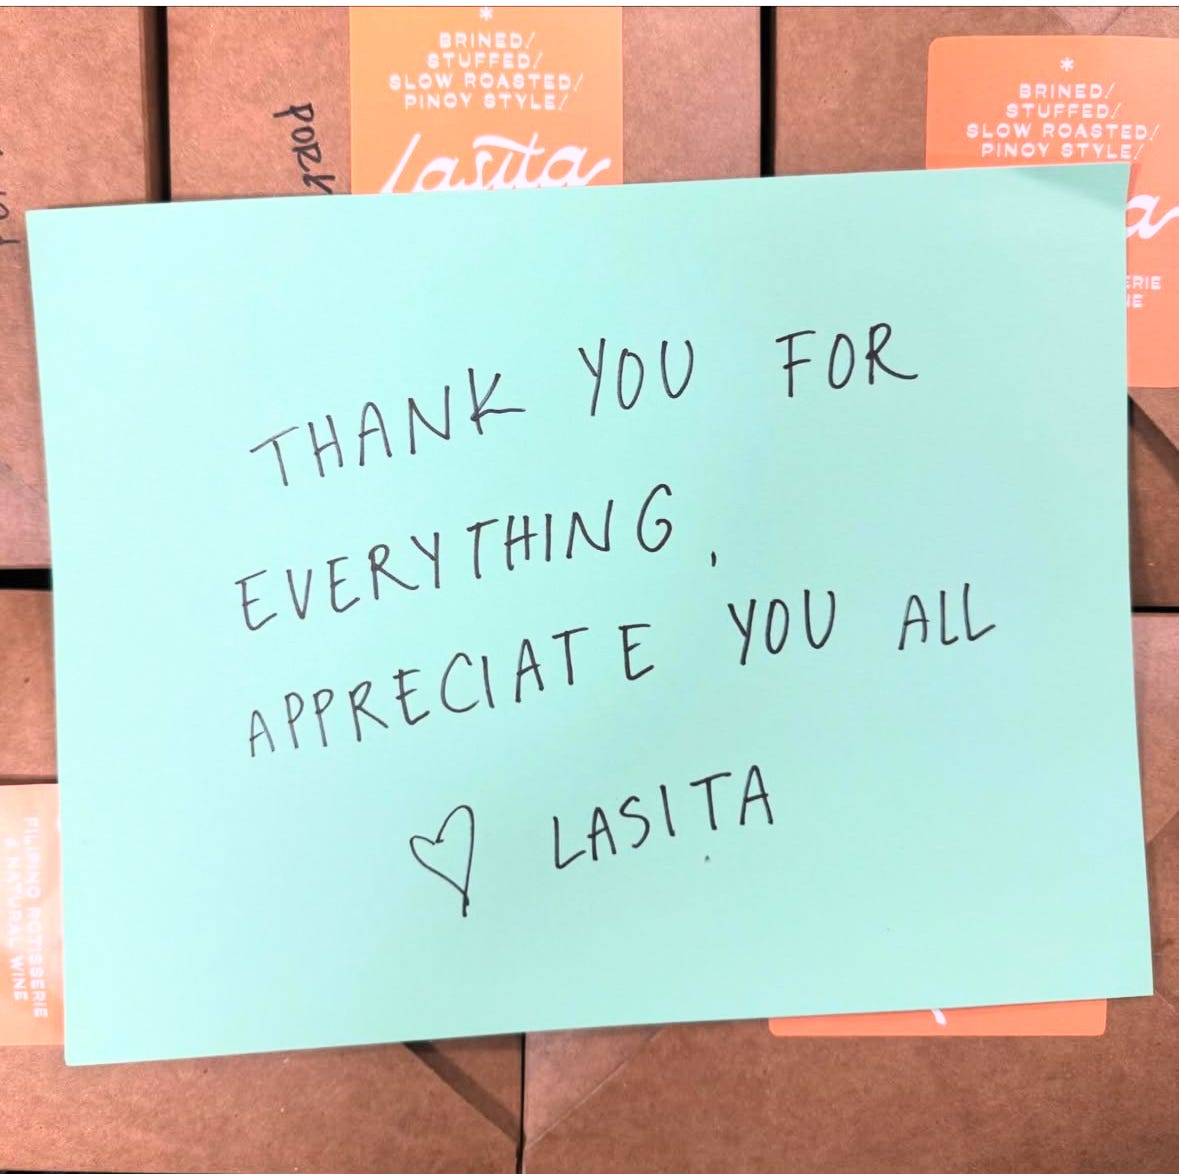 *
BRINED!
STUFFED!
SLOW ROASTED!
PINOY STYLE!
Lasita
PORK
*
BRINED!
STUFFED!
SLOW ROASTED!
PINOY STYLE!
THANK YOU FOR
EVERYTHING,
APPRECIATE YOU ALL
♡ LASITA
FILIPINO ROTISSERIE
& NATURAL WINE